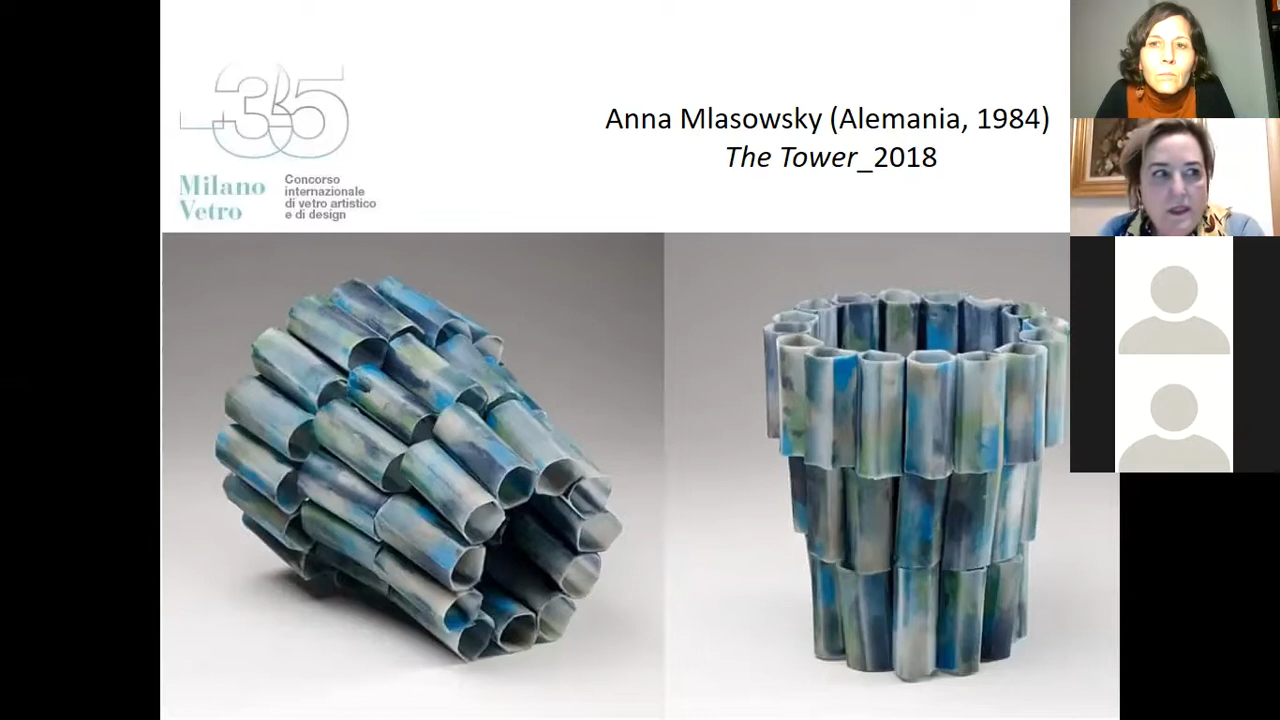 35
Milano
Vetro
Concorso
internazionale
di vetro artistico
e di design
Anna Mlasowsky (Alemania, 1984)
The Tower_2018